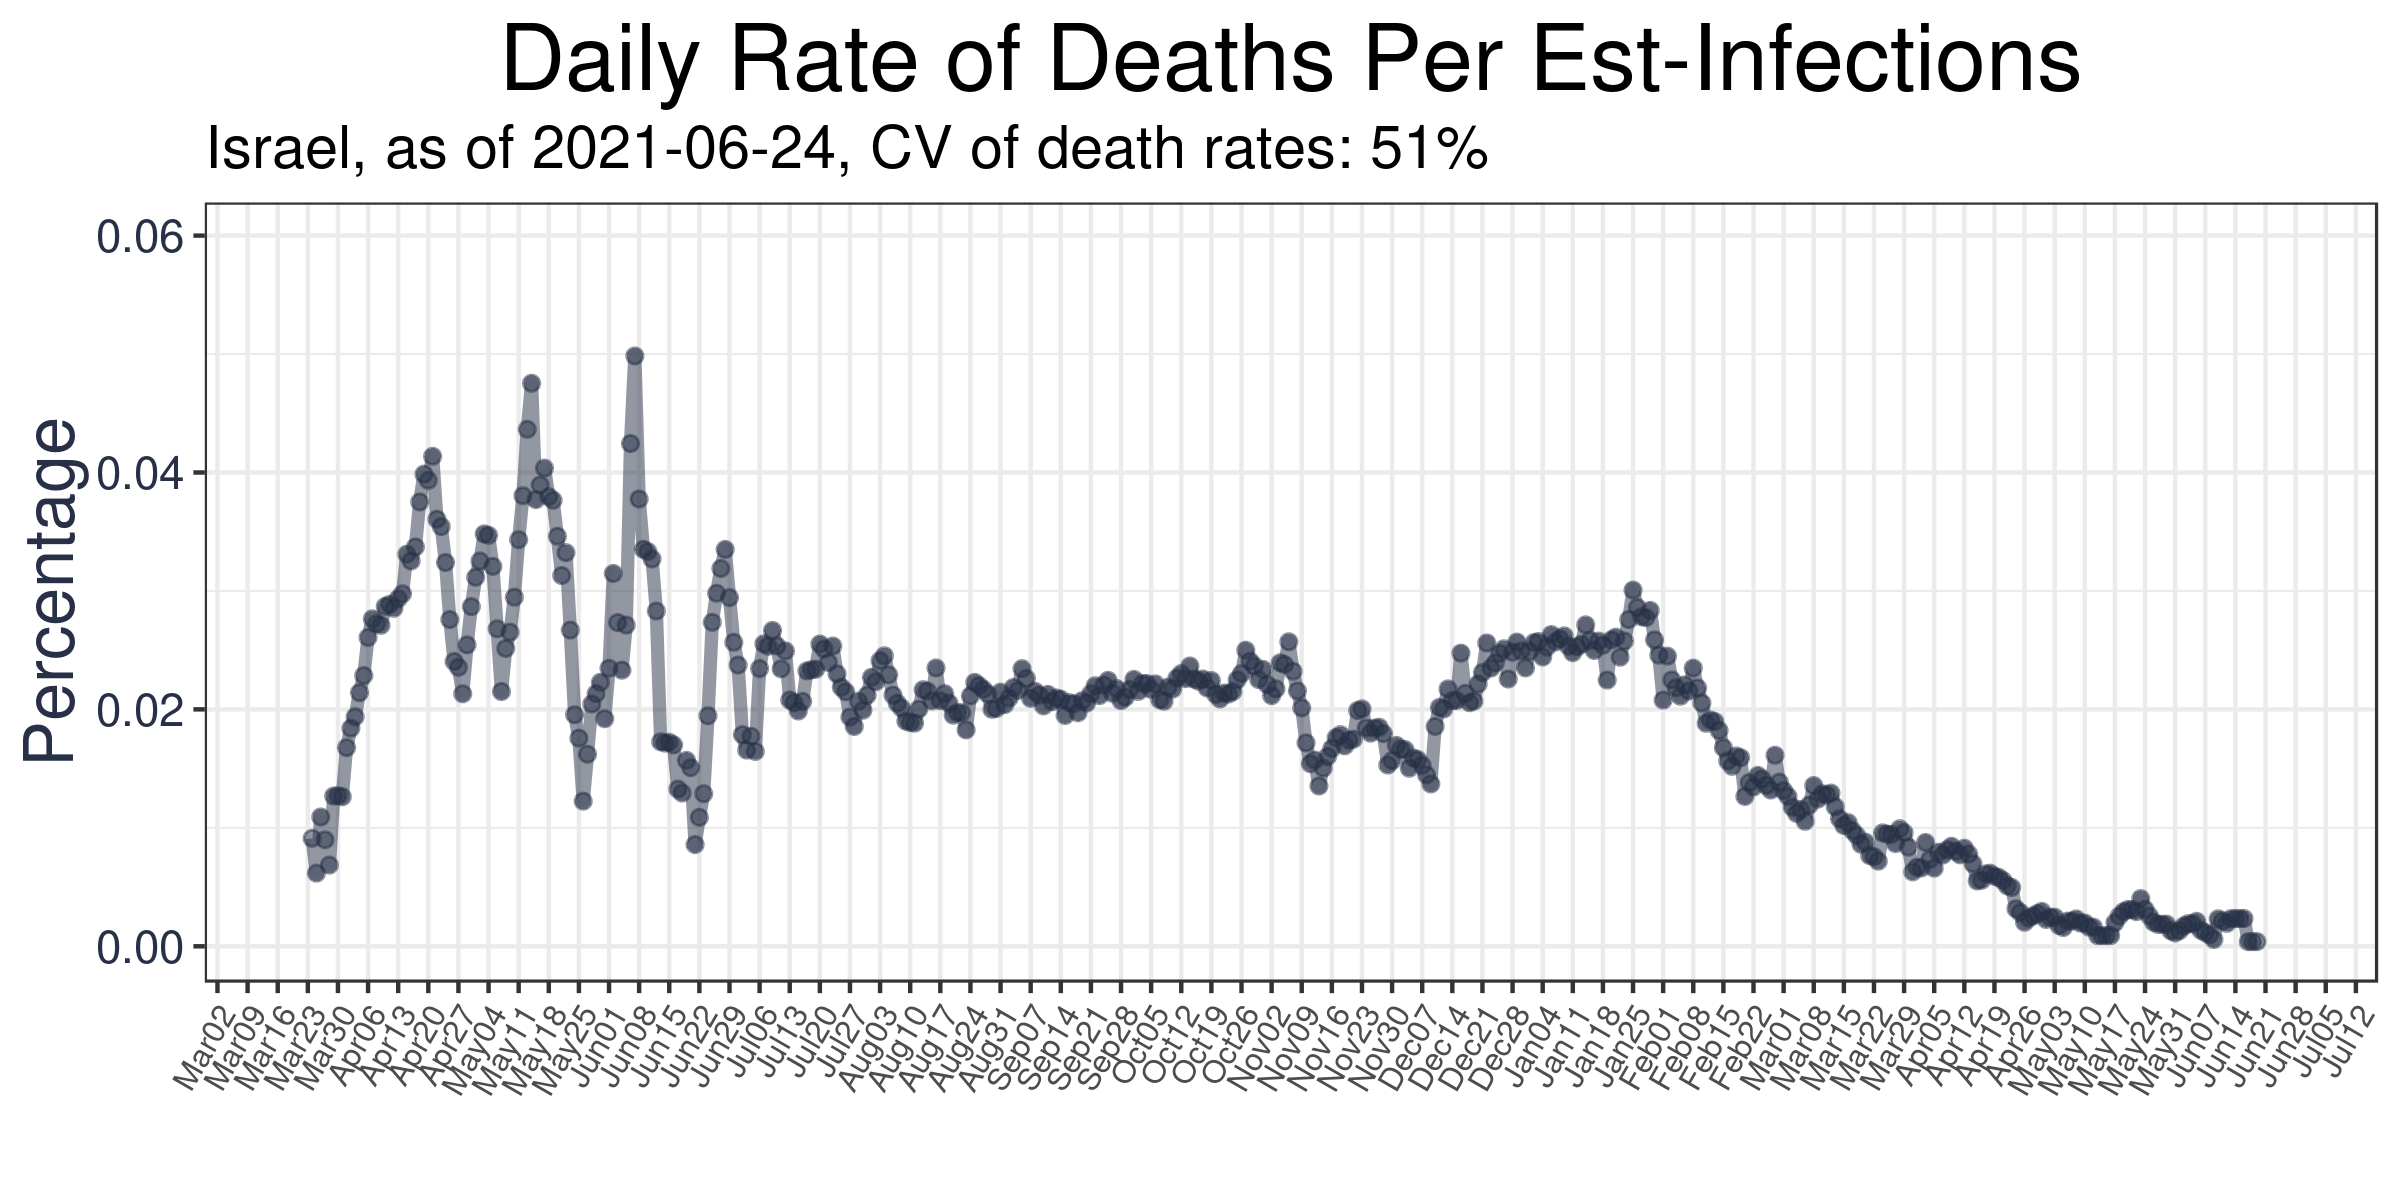 Daily Rate of Deaths Per Est-Infections
Israel, as of 2021-06-24, CV of death rates: 51%
Percentage
0.06
0.04
0.02
0.00
Mar02
Mar09
Mar16
Mar23
Mar30
Apr06
Apr13
Apr20
Apr27
May04
May11
May18
May25
Jun01
Jun08
Jun15
Jun22
Jun29
Jul06
Jul13
Jul20
Jul27
Aug03
Aug10
Aug17
Aug24
Aug31
Sep07
Sep14
Sep21
Sep28
Oct05
Oct12
Oct19
Oct26
Nov02
Nov09
Nov16
Nov23
Nov30
Dec07
Dec14
Dec21
Dec28
Jan04
Jan11
Jan18
Jan25
Feb01
Feb08
Feb15
Feb22
Mar01
Mar08
Mar15
Mar22
Mar29
Apr05
Apr12
Apr19
Apr26
May03
May10
May17
May24
May31
Jun07
Jun14
Jun21
Jun28
Jul05
Jul12